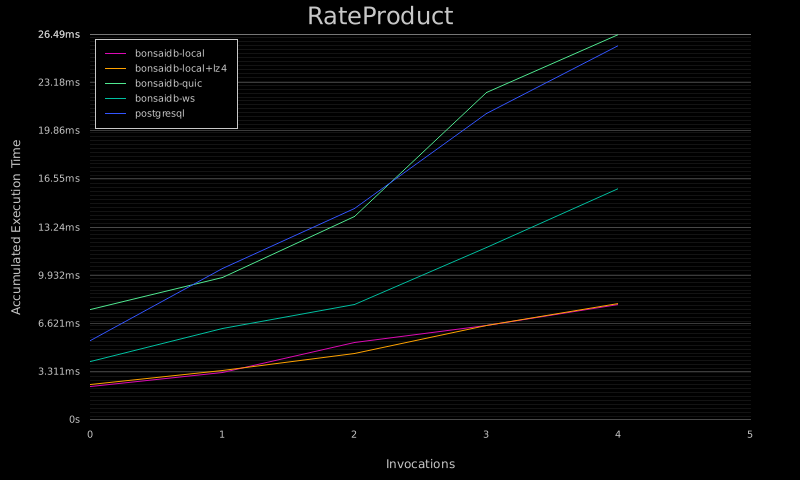 RateProduct
26.49ms
23.18ms
19.86ms
16.55ms
13.24ms
9.932ms
6.621ms
3.311ms
0s
Accumulated Execution Time
bonsaidb-local
bonsaidb-local+lz4
bonsaidb-quic
bonsaidb-ws
postgresql
0 1 2 3 4 5
Invocations